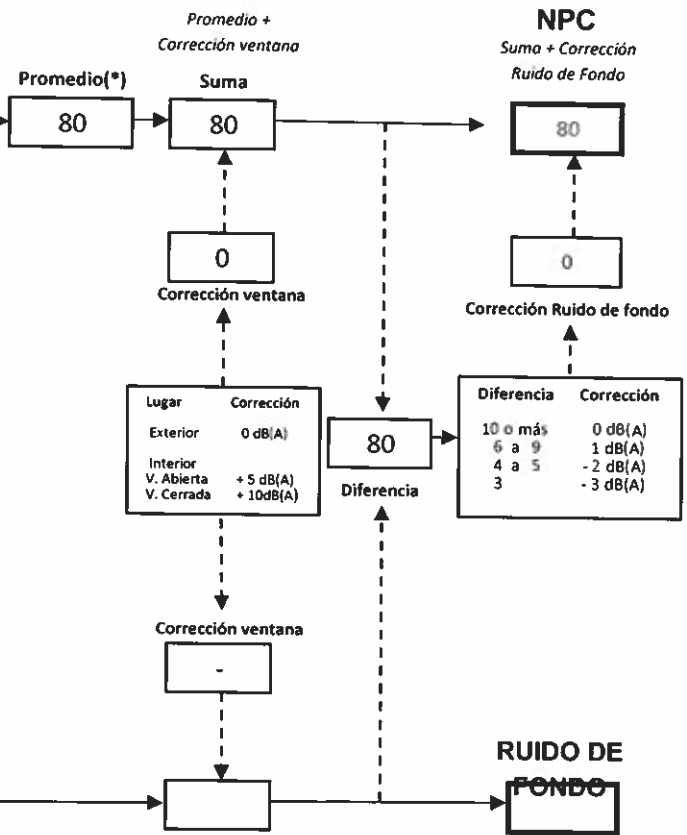 Promedio +
Corrección ventana
NPC
Suma + Corrección
Ruido de Fondo
Promedio(*)
Suma
80
80
80
0
Corrección ventana
0
Corrección Ruido de fondo
Lugar Corrección
Exterior 0 dB(A)
Interior
V. Abierta + 5 dB(A)
V. Cerrada + 10dB(A)
80
Diferencia
Diferencia Corrección
10 o más 0 dB(A)
6 a 9 1 dB(A)
4 a 5 - 2 dB(A)
3 - 3 dB(A)
Corrección ventana
-
RUIDO DE
FONDO